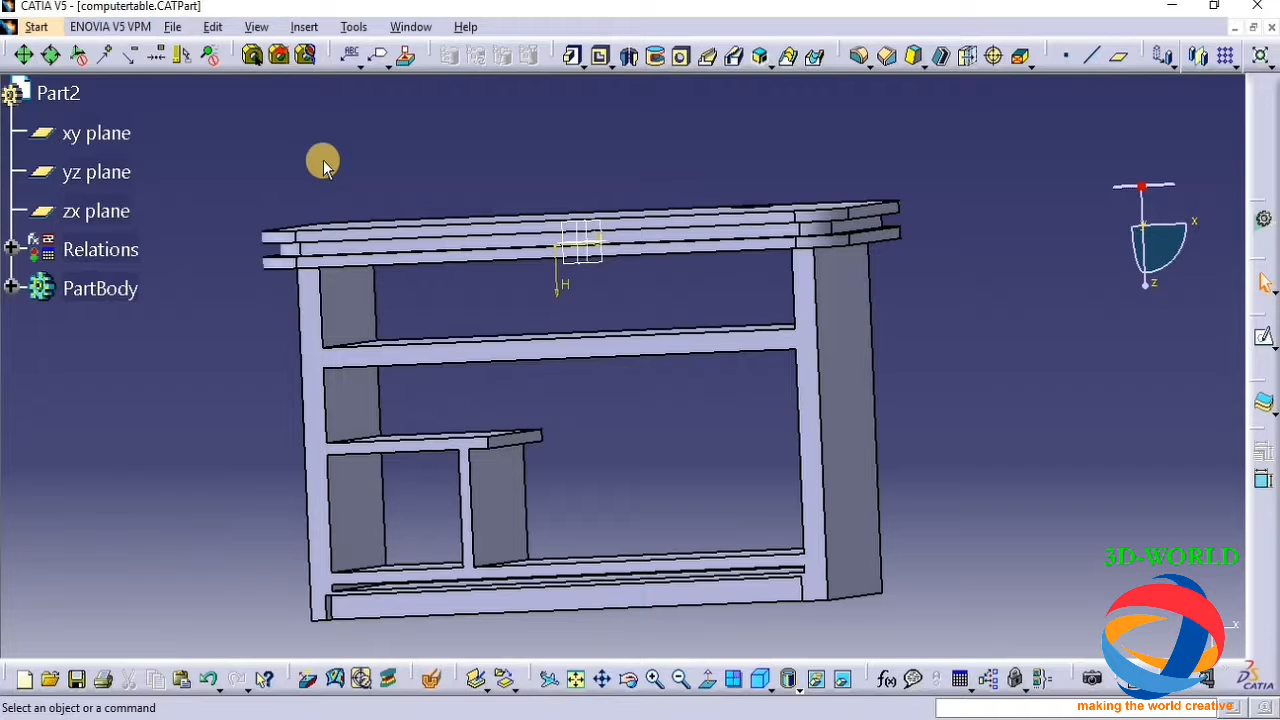 CATIA V5 - [computertable.CATPart]
Start ENOVIA V5 VPM File Edit View Insert Tools Window Help
Part2
xy plane
yz plane
zx plane
Relations
PartBody
H
x
z
x
3D-WORLD
making the world creative
f(x)
CATIA
Select an object or a command